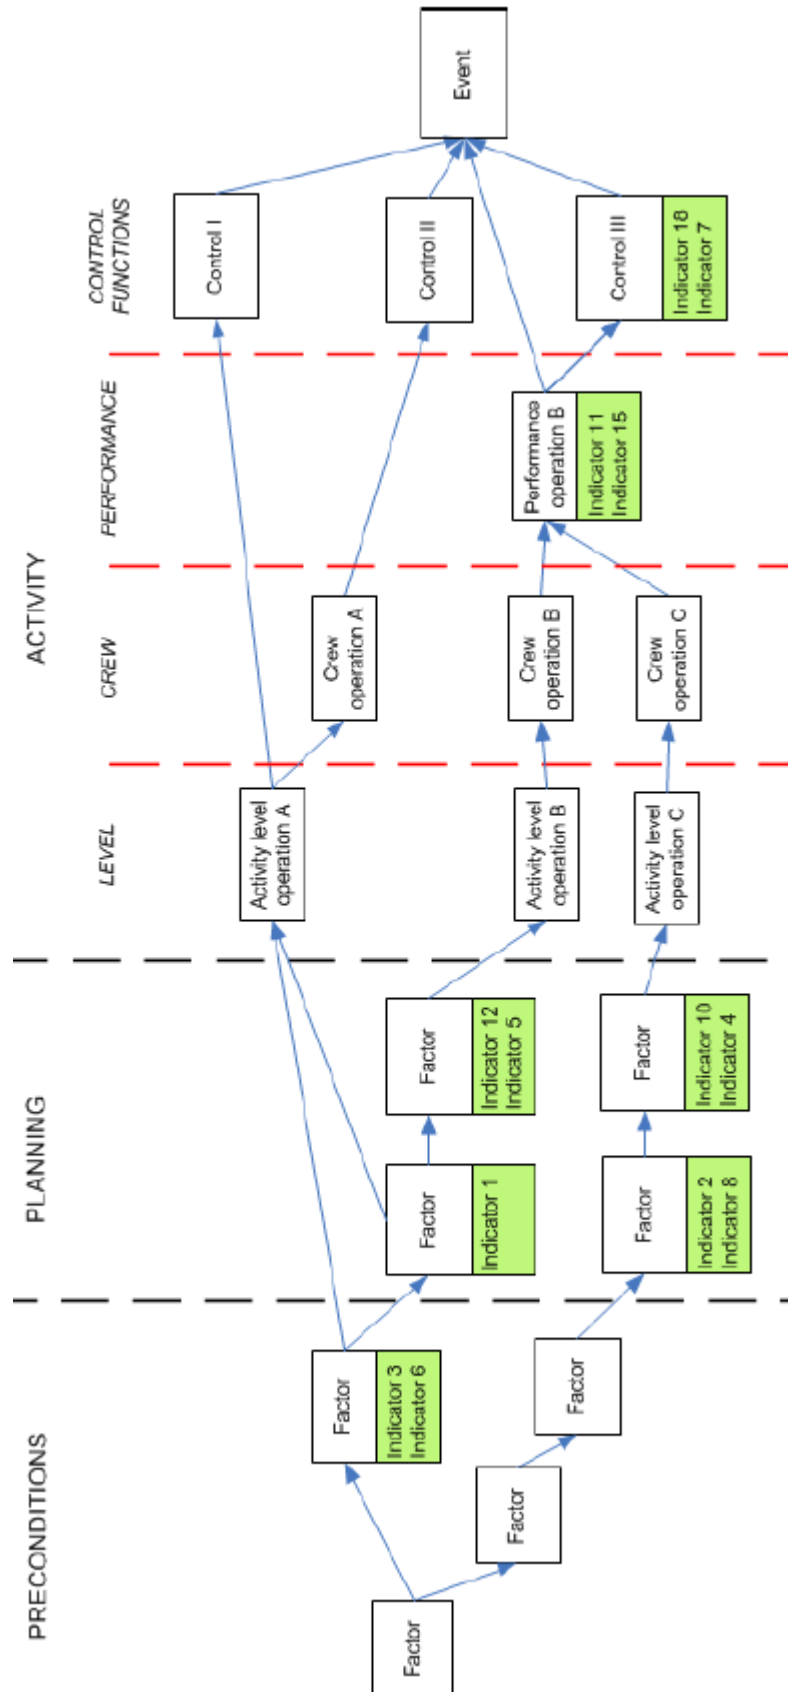 PRECONDITIONS
PLANNING
ACTIVITY
LEVEL
CREW
PERFORMANCE
CONTROL
FUNCTIONS
Factor
Factor
Indicator 3
Indicator 6
Factor
Factor
Factor
Indicator 1
Factor
Indicator 12
Indicator 5
Factor
Indicator 2
Indicator 8
Factor
Indicator 10
Indicator 4
Activity level
operation A
Activity level
operation B
Activity level
operation C
Crew
operation A
Crew
operation B
Crew
operation C
Performance
operation B
Indicator 11
Indicator 15
Control I
Control II
Control III
Indicator 18
Indicator 7
Event